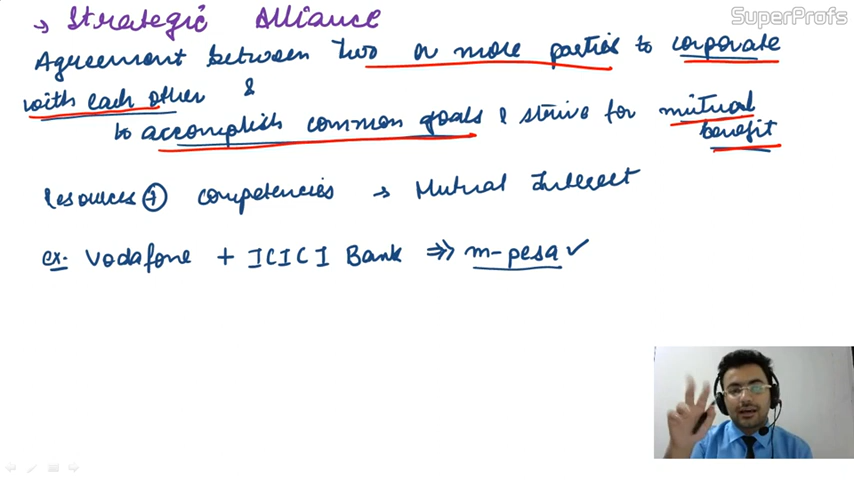 SuperProfs
→ Strategic Alliance
Agreement between two or more parties to corporate
with each other &
to accomplish common goals & strive for mutual
benefit
Resources + competencies → Mutual Interest
ex. Vodafone + ICICI Bank ⇒ m-pesa ✓